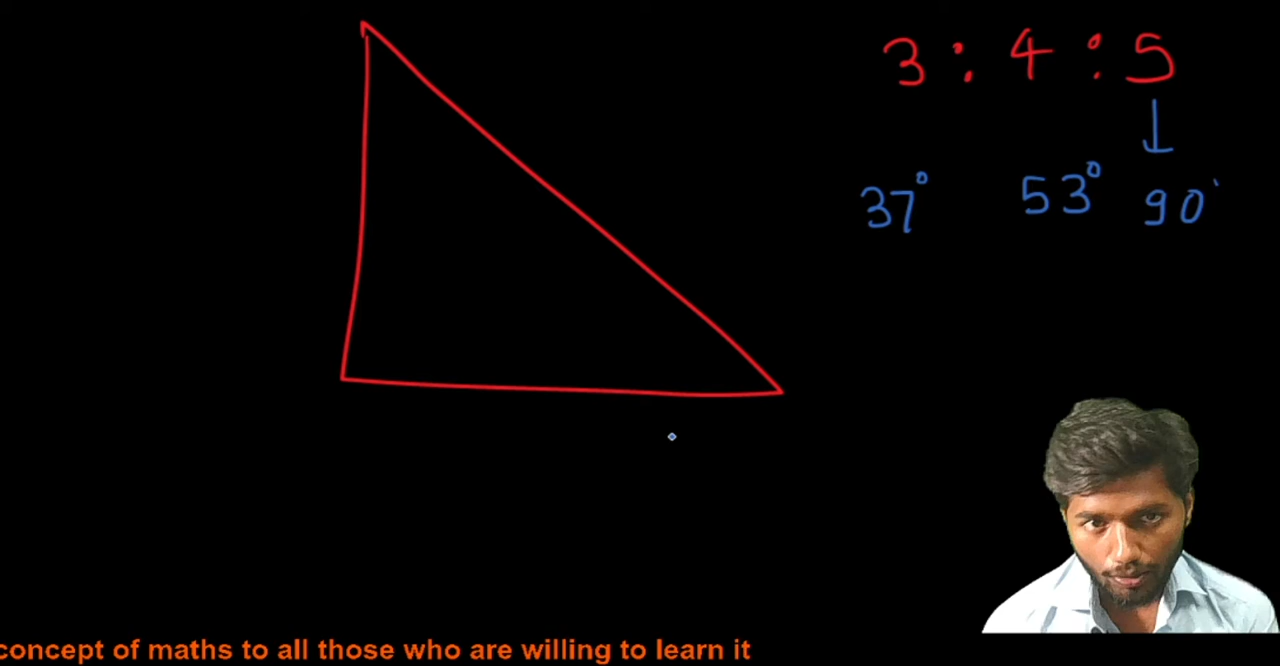 3 : 4 : 5
37° 53° 90°
concept of maths to all those who are willing to learn it